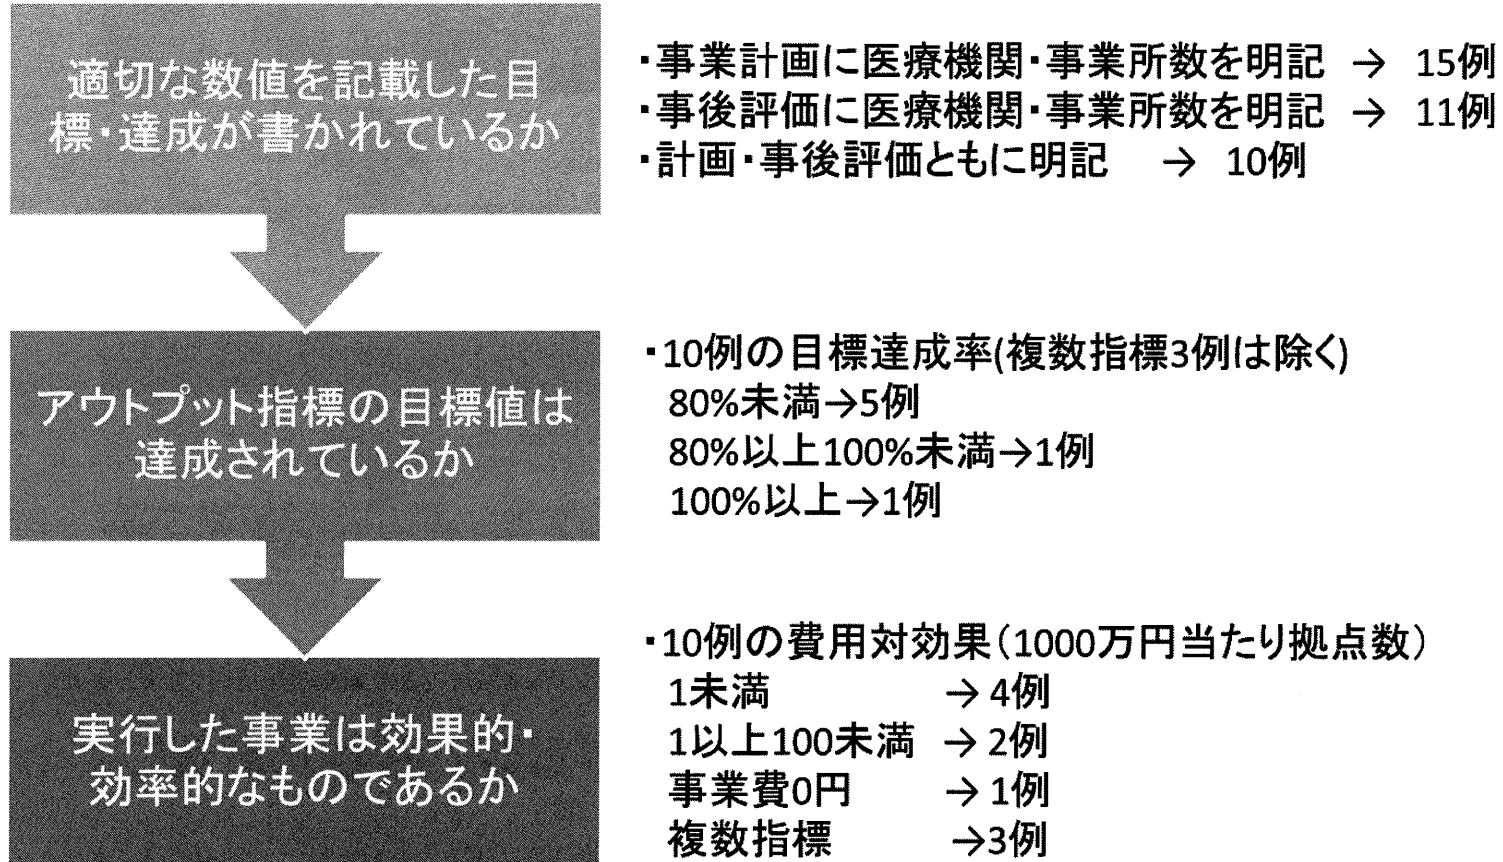 適切な数値を記載した目
標・達成が書かれているか
・事業計画に医療機関・事業所数を明記 → 15例
・事後評価に医療機関・事業所数を明記 → 11例
・計画・事後評価ともに明記 → 10例
アウトプット指標の目標値は
達成されているか
・10例の目標達成率(複数指標3例は除く)
80%未満→5例
80%以上100%未満→1例
100%以上→1例
実行した事業は効果的・
効率的なものであるか
・10例の費用対効果（1000万円当たり拠点数）
1未満 → 4例
1以上100未満 → 2例
事業費0円 → 1例
複数指標 →3例